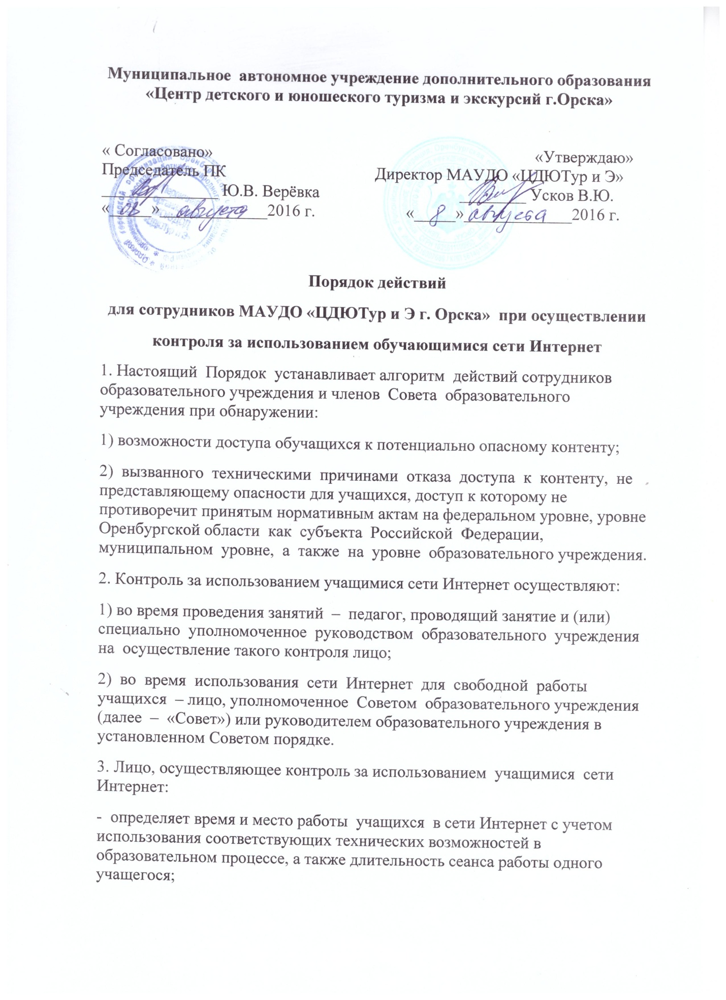 Муниципальное автономное учреждение дополнительного образования
«Центр детского и юношеского туризма и экскурсий г.Орска»
« Согласовано»
Председатель ПК
Ю.В. Верёвка
«08» августа 2016 г.
«Утверждаю»
Директор МАУДО «ЦДЮТур и Э»
Усков В.Ю.
«8» августа 2016 г.
Порядок действий
для сотрудников МАУДО «ЦДЮТур и Э г. Орска» при осуществлении
контроля за использованием обучающимися сети Интернет
1. Настоящий Порядок устанавливает алгоритм действий сотрудников
образовательного учреждения и членов Совета образовательного
учреждения при обнаружении:
1) возможности доступа обучащихся к потенциально опасному контенту;
2) вызванного техническими причинами отказа доступа к контенту, не
представляющему опасности для учащихся, доступ к которому не
противоречит принятым нормативным актам на федеральном уровне, уровне
Оренбургской области как субъекта Российской Федерации,
муниципальном уровне, а также на уровне образовательного учреждения.
2. Контроль за использованием учащимися сети Интернет осуществляют:
1) во время проведения занятий – педагог, проводящий занятие и (или)
специально уполномоченное руководством образовательного учреждения
на осуществление такого контроля лицо;
2) во время использования сети Интернет для свободной работы
учащихся – лицо, уполномоченное Советом образовательного учреждения
(далее – «Совет») или руководителем образовательного учреждения в
установленном Советом порядке.
3. Лицо, осуществляющее контроль за использованием учащимися сети
Интернет:
- определяет время и место работы учащихся в сети Интернет с учетом
использования соответствующих технических возможностей в
образовательном процессе, а также длительность сеанса работы одного
учащегося;